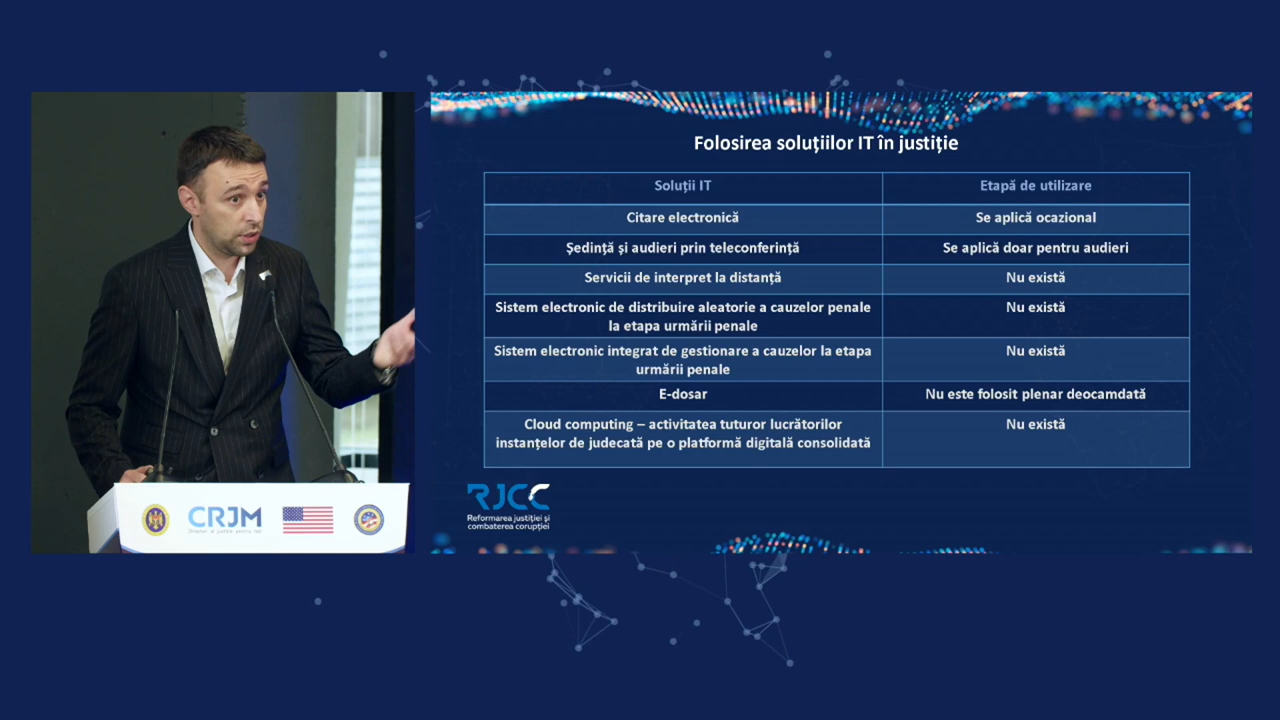 Folosirea soluțiilor IT în justiție
Soluții IT
Etapă de utilizare
Citare electronică
Se aplică ocazional
Ședință și audieri prin teleconferință
Se aplică doar pentru audieri
Servicii de interpret la distanță
Nu există
Sistem electronic de distribuire aleatorie a cauzelor penale
la etapa urmării penale
Nu există
Sistem electronic integrat de gestionare a cauzelor la etapa
urmării penale
Nu există
E-dosar
Nu este folosit plenar deocamdată
Cloud computing – activitatea tuturor lucrătorilor
instanțelor de judecată pe o platformă digitală consolidată
Nu există
RJCC
Reformarea justiției și
combaterea corupției
CRJM